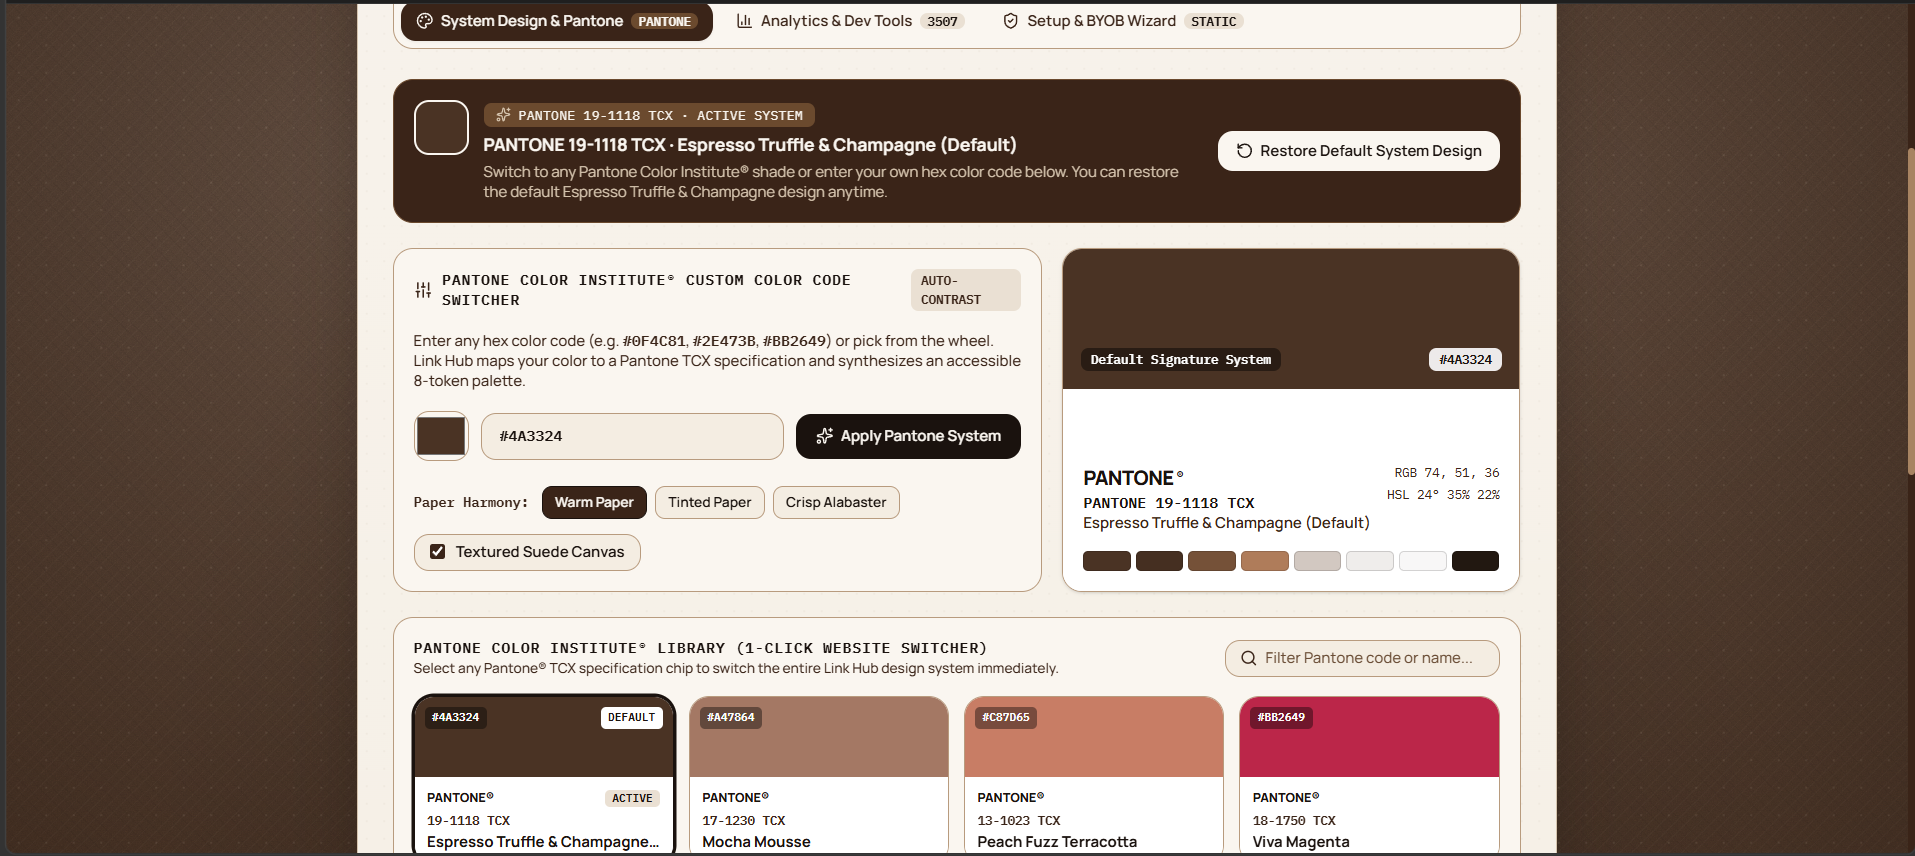 System Design & Pantone PANTONE
Analytics & Dev Tools 3507
Setup & BYOB Wizard STATIC
PANTONE 19-1118 TCX · ACTIVE SYSTEM
PANTONE 19-1118 TCX · Espresso Truffle & Champagne (Default)
Switch to any Pantone Color Institute® shade or enter your own hex color code below. You can restore
the default Espresso Truffle & Champagne design anytime.
Restore Default System Design
PANTONE COLOR INSTITUTE® CUSTOM COLOR CODE
SWITCHER
AUTO-
CONTRAST
Enter any hex color code (e.g. #0F4C81, #2E473B, #BB2649) or pick from the wheel.
Link Hub maps your color to a Pantone TCX specification and synthesizes an accessible
8-token palette.
#4A3324
Apply Pantone System
Paper Harmony: Warm Paper Tinted Paper Crisp Alabaster
Textured Suede Canvas
Default Signature System
#4A3324
PANTONE®
PANTONE 19-1118 TCX
Espresso Truffle & Champagne (Default)
RGB 74, 51, 36
HSL 24° 35% 22%
PANTONE COLOR INSTITUTE® LIBRARY (1-CLICK WEBSITE SWITCHER)
Select any Pantone® TCX specification chip to switch the entire Link Hub design system immediately.
Filter Pantone code or name...
#4A3324 DEFAULT
PANTONE® ACTIVE
19-1118 TCX
Espresso Truffle & Champagne...
#A47864
PANTONE®
17-1230 TCX
Mocha Mousse
#C87D65
PANTONE®
13-1023 TCX
Peach Fuzz Terracotta
#BB2649
PANTONE®
18-1750 TCX
Viva Magenta